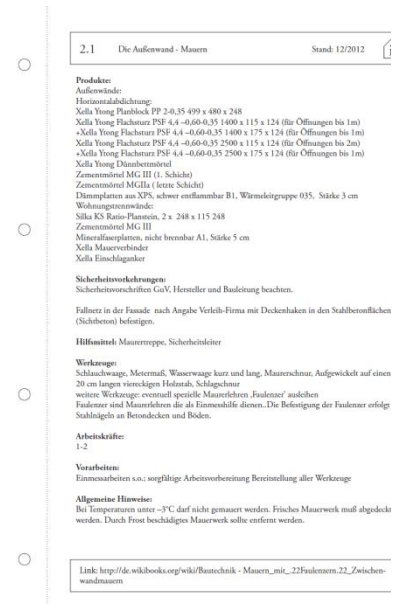 2.1 Die Außenwand - Mauern Stand: 12/2012
Produkte:
Außenwände:
Horizontalabdichtung:
Xella Ytong Planblock PP 2-0,35 499 x 480 x 248
Xella Ytong Flachsturz PSF 4,4 –0,60-0,35 1400 x 115 x 124 (für Öffnungen bis 1m)
+Xella Ytong Flachsturz PSF 4,4 –0,60-0,35 1400 x 175 x 124 (für Öffnungen bis 1m)
Xella Ytong Flachsturz PSF 4,4 –0,60-0,35 2500 x 115 x 124 (für Öffnungen bis 2m)
+Xella Ytong Flachsturz PSF 4,4 –0,60-0,35 2500 x 175 x 124 (für Öffnungen bis 1m)
Xella Ytong Dünnbettmörtel
Zementmörtel MG III (1. Schicht)
Zementmörtel MGIIa ( letzte Schicht)
Dämmplatten aus XPS, schwer entflammbar B1, Wärmeleitgruppe 035, Stärke 3 cm
Wohnungstrennwände:
Silka KS Ratio-Planstein, 2 x 248 x 115 248
Zementmörtel MG III
Mineralfaserplatten, nicht brennbar A1, Stärke 5 cm
Xella Mauerverbinder
Xella Einschlaganker
Sicherheitsvorkehrungen:
Sicherheitsvorschriften GuV, Hersteller und Bauleitung beachten.
Fallnetz in der Fassade nach Angabe Verleih-Firma mit Deckenhaken in den Stahlbetonflächen
(Sichtbeton) befestigen.
Hilfsmittel: Maurertreppe, Sicherheitsleiter
Werkzeuge:
Schlauchwaage, Metermaß, Wasserwaage kurz und lang, Maurerschnur, Aufgewickelt auf einen
20 cm langen viereckigen Holzstab, Schlagschnur
weitere Werkzeuge: eventuell spezielle Maurerlehren ‚Faulenzer' ausleihen
Faulenzer sind Maurerlehren die als Einmesshilfe dienen..Die Befestigung der Faulenzer erfolgt
Stahlnägeln an Betondecken und Böden.
Arbeitskräfte:
1-2
Vorarbeiten:
Einmessarbeiten s.o.; sorgfältige Arbeitsvorbereitung Bereitstellung aller Werkzeuge
Allgemeine Hinweise:
Bei Temperaturen unter –3°C darf nicht gemauert werden. Frisches Mauerwerk muß abgedeckt
werden. Durch Frost beschädigtes Mauerwerk sollte entfernt werden.
Link: http://de.wikibooks.org/wiki/Bautechnik - Mauern_mit_.22Faulenzern.22_Zwischen-
wandmauern